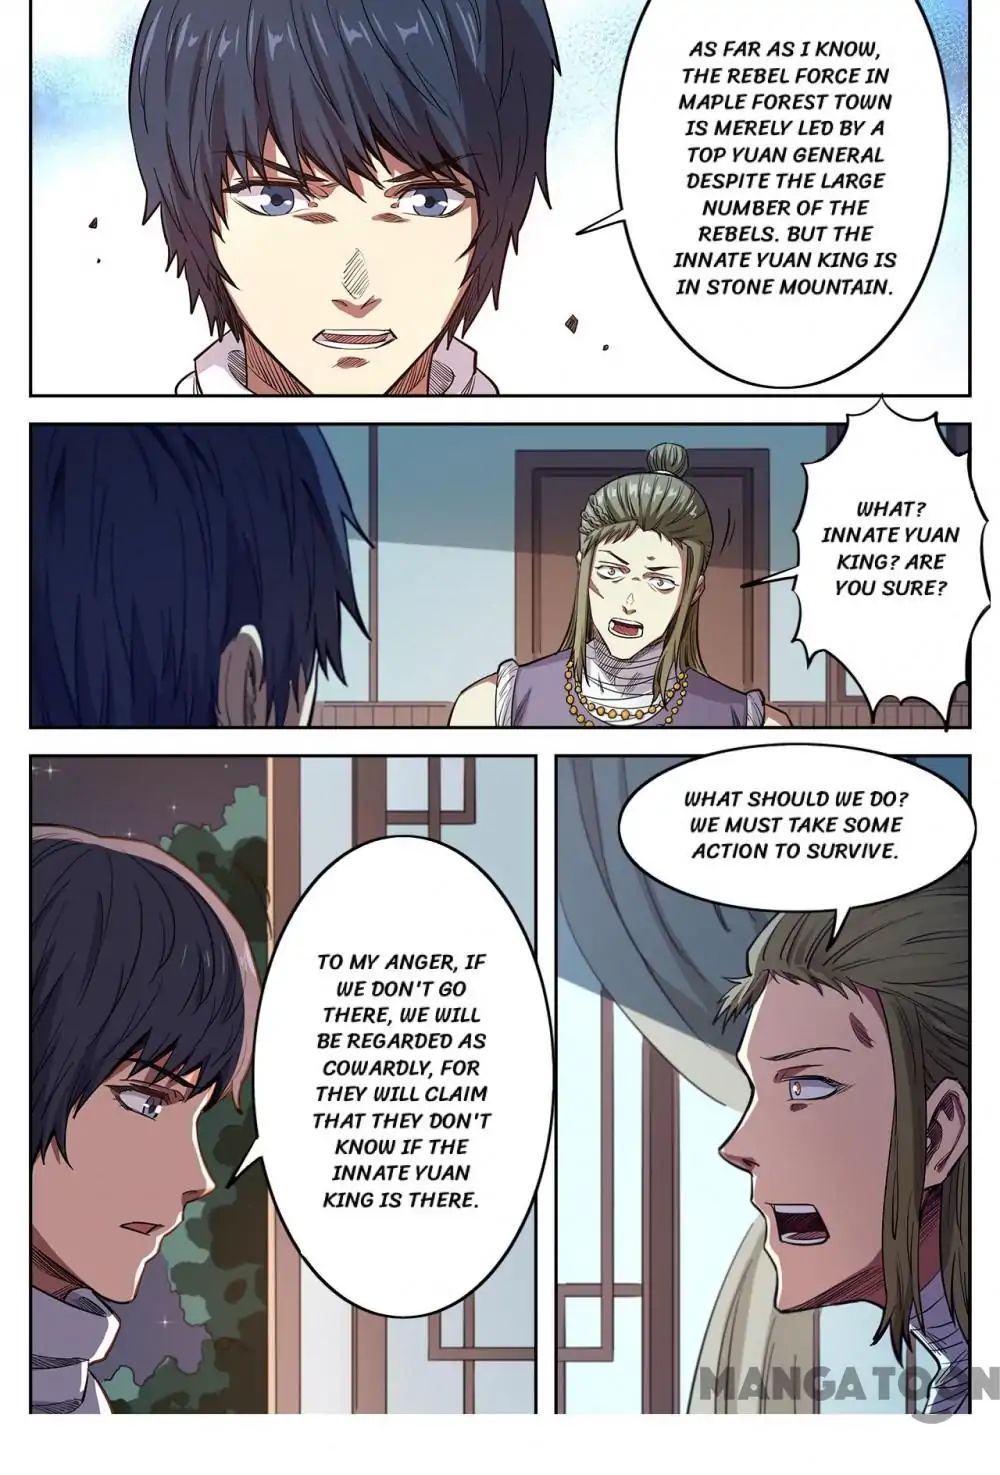 AS FAR AS I KNOW,
THE REBEL FORCE IN
MAPLE FOREST TOWN
IS MERELY LED BY A
TOP YUAN GENERAL
DESPITE THE LARGE
NUMBER OF THE
REBELS. BUT THE
INNATE YUAN KING IS
IN STONE MOUNTAIN.
WHAT?
INNATE YUAN
KING? ARE
YOU SURE?
TO MY ANGER, IF
WE DON'T GO
THERE, WE WILL
BE REGARDED AS
COWARDLY, FOR
THEY WILL CLAIM
THAT THEY DON'T
KNOW IF THE
INNATE YUAN
KING IS THERE.
WHAT SHOULD WE DO?
WE MUST TAKE SOME
ACTION TO SURVIVE.
MANGATOON